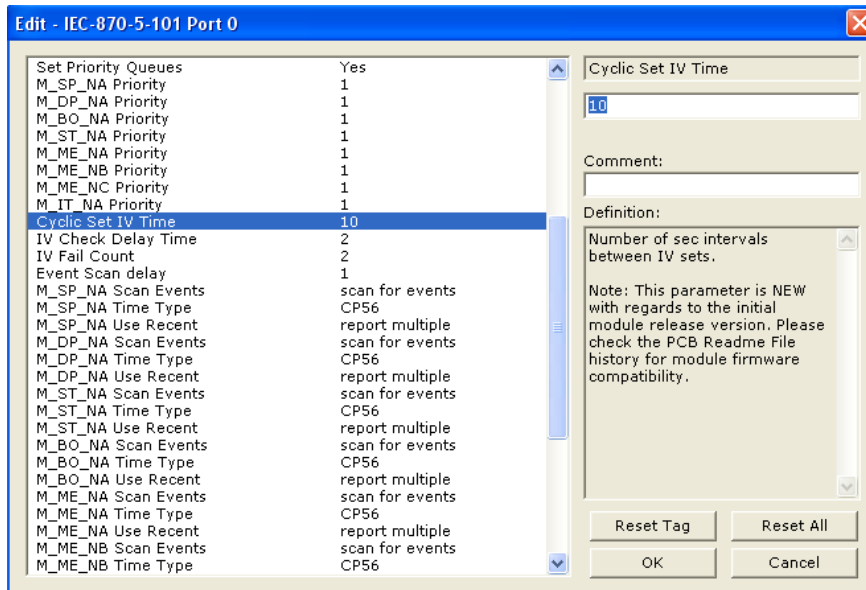 Edit - IEC-870-5-101 Port 0
Set Priority Queues Yes
M_SP_NA Priority 1
M_DP_NA Priority 1
M_BO_NA Priority 1
M_ST_NA Priority 1
M_ME_NA Priority 1
M_ME_NB Priority 1
M_ME_NC Priority 1
M_IT_NA Priority 1
Cyclic Set IV Time 10
IV Check Delay Time 2
IV Fail Count 2
Event Scan delay 1
M_SP_NA Scan Events scan for events
M_SP_NA Time Type CP56
M_SP_NA Use Recent report multiple
M_DP_NA Scan Events scan for events
M_DP_NA Time Type CP56
M_DP_NA Use Recent report multiple
M_ST_NA Scan Events scan for events
M_ST_NA Time Type CP56
M_ST_NA Use Recent report multiple
M_BO_NA Scan Events scan for events
M_BO_NA Time Type CP56
M_BO_NA Use Recent report multiple
M_ME_NA Scan Events scan for events
M_ME_NA Time Type CP56
M_ME_NA Use Recent report multiple
M_ME_NB Scan Events scan for events
M_ME_NB Time Type CP56
Cyclic Set IV Time
10
Comment:
Definition:
Number of sec intervals
between IV sets.
Note: This parameter is NEW
with regards to the initial
module release version. Please
check the PCB Readme File
history for module firmware
compatibility.
Reset Tag Reset All
OK Cancel